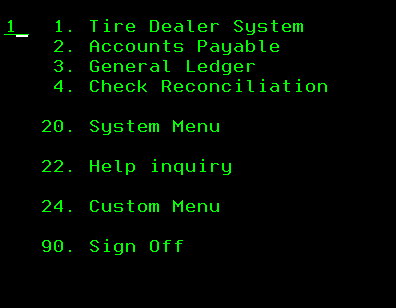 1 1. Tire Dealer System
2. Accounts Payable
3. General Ledger
4. Check Reconciliation
20. System Menu
22. Help inquiry
24. Custom Menu
90. Sign Off